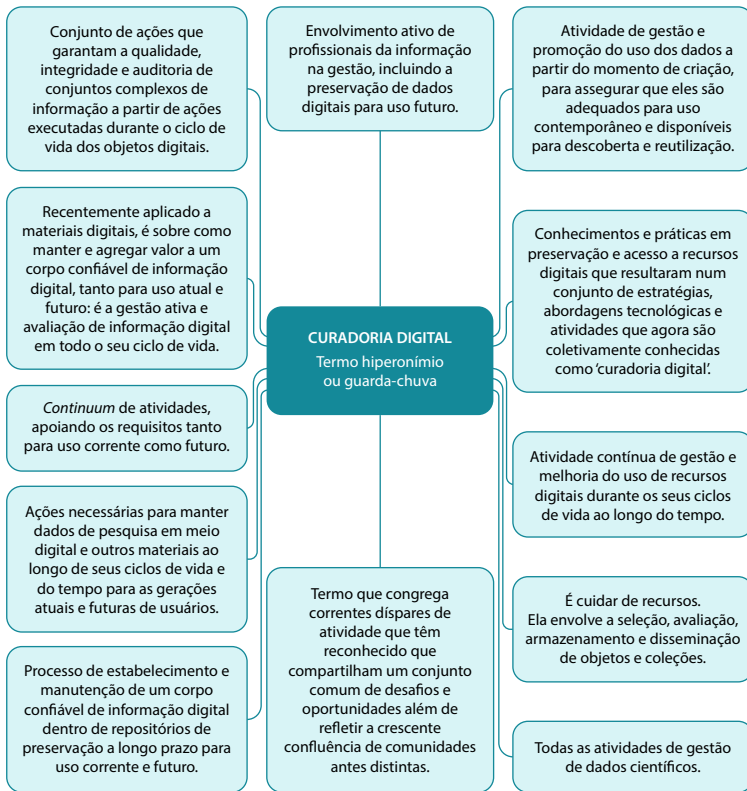 Conjunto de ações que
garantam a qualidade,
integridade e auditoria de
conjuntos complexos de
informação a partir de ações
executadas durante o ciclo de
vida dos objetos digitais.
Envolvimento ativo de
profissionais da informação
na gestão, incluindo a
preservação de dados
digitais para uso futuro.
Atividade de gestão e
promoção do uso dos dados a
partir do momento de criação,
para assegurar que eles são
adequados para uso
contemporâneo e disponíveis
para descoberta e reutilização.
Recentemente aplicado a
materiais digitais, é sobre como
manter e agregar valor a um
corpo confiável de informação
digital, tanto para uso atual e
futuro: é a gestão ativa e
avaliação de informação digital
em todo o seu ciclo de vida.
Conhecimentos e práticas em
preservação e acesso a recursos
digitais que resultaram num
conjunto de estratégias,
abordagens tecnológicas e
atividades que agora são
coletivamente conhecidas
como ‘curadoria digital’.
CURADORIA DIGITAL
Termo hiperonímio
ou guarda-chuva
Continuum de atividades,
apoiando os requisitos tanto
para uso corrente como futuro.
Atividade contínua de gestão e
melhoria do uso de recursos
digitais durante os seus ciclos
de vida ao longo do tempo.
Ações necessárias para manter
dados de pesquisa em meio
digital e outros materiais ao
longo de seus ciclos de vida e
do tempo para as gerações
atuais e futuras de usuários.
Termo que congrega
correntes díspares de
atividade que têm
reconhecido que
compartilham um conjunto
comum de desafios e
oportunidades além de
refletir a crescente
confluência de comunidades
antes distintas.
É cuidar de recursos.
Ela envolve a seleção, avaliação,
armazenamento e disseminação
de objetos e coleções.
Processo de estabelecimento e
manutenção de um corpo
confiável de informação digital
dentro de repositórios de
preservação a longo prazo para
uso corrente e futuro.
Todas as atividades de gestão
de dados científicos.